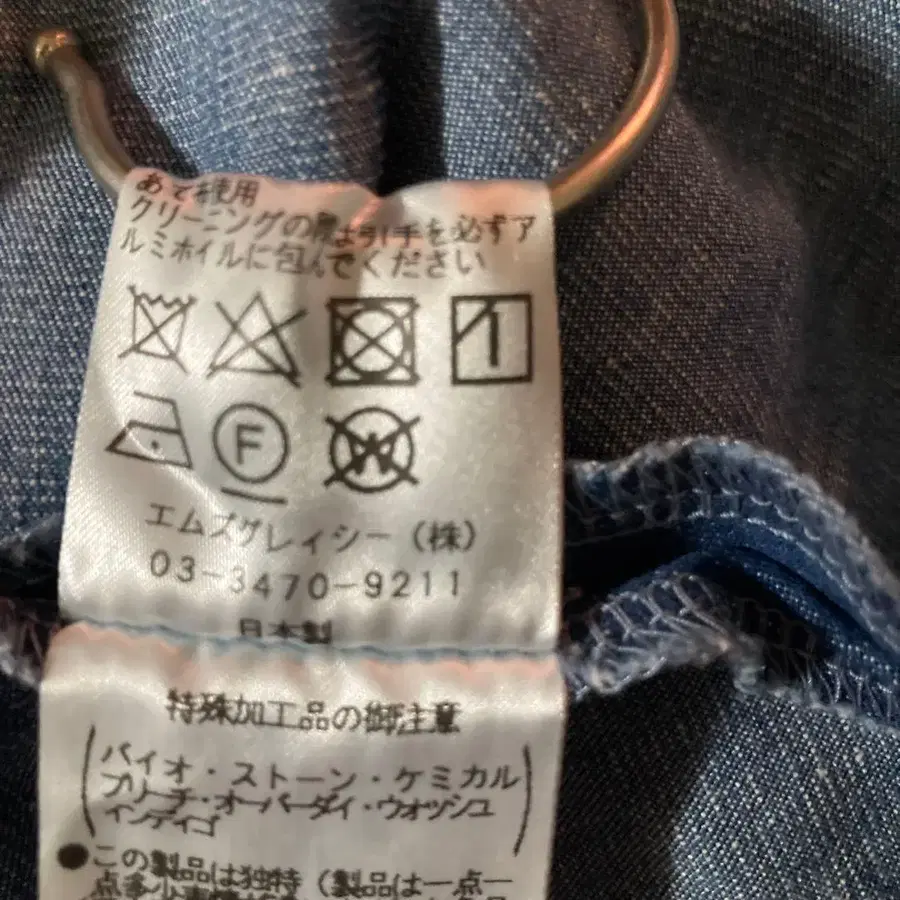 あて布使用
クリーニングの際は引手を必ずア
ルミホイルに包んでください
F
W
エムズグレィシー(株)
03-3470-9211
日本製
特殊加工品の御注意
(バイオ・ストーン・ケミカル
ブリーチ・オーバーダイ・ウォッシュ
インディゴ)
●この製品は独特(製品は一点一
点多少